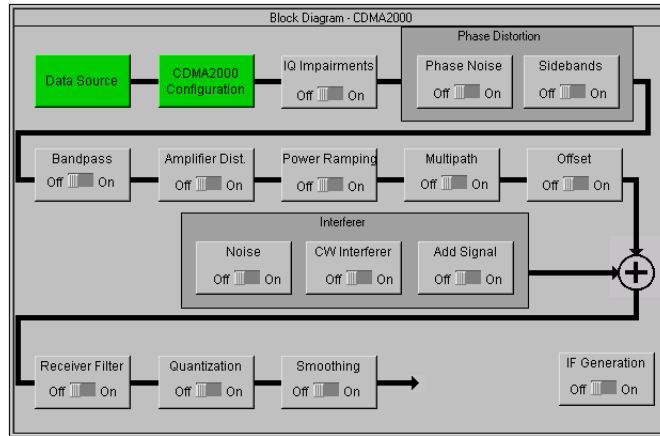 Block Diagram - CDMA2000
Phase Distortion
Data Source
CDMA2000
Configuration
IQ Impairments
Off On
Phase Noise
Off On
Sidebands
Off On
Bandpass
Off On
Amplifier Dist.
Off On
Power Ramping
Off On
Multipath
Off On
Offset
Off On
Interferer
Noise
Off On
CW Interferer
Off On
Add Signal
Off On
Receiver Filter
Off On
Quantization
Off On
Smoothing
Off On
IF Generation
Off On